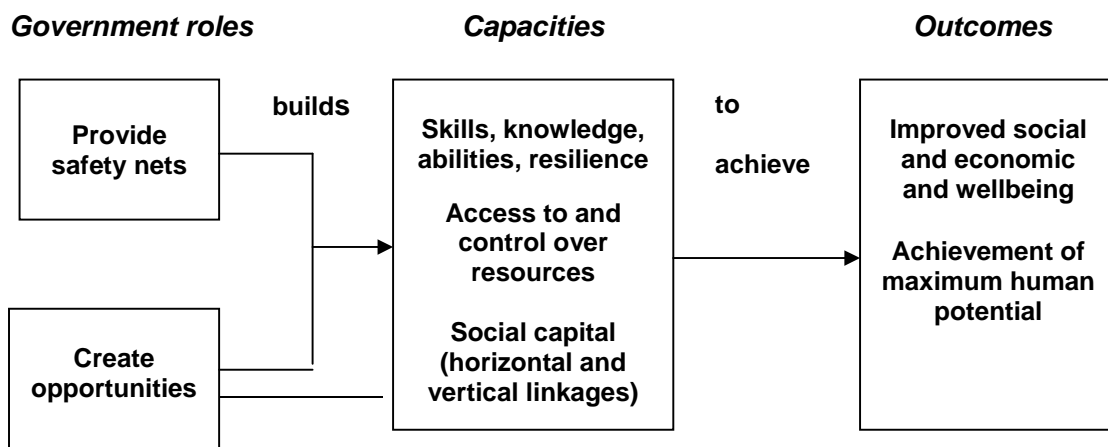 Government roles
Capacities
Outcomes
Provide
safety nets
builds
Create
opportunities
Skills, knowledge,
abilities, resilience
Access to and
control over
resources
Social capital
(horizontal and
vertical linkages)
to
achieve
Improved social
and economic
and wellbeing
Achievement of
maximum human
potential